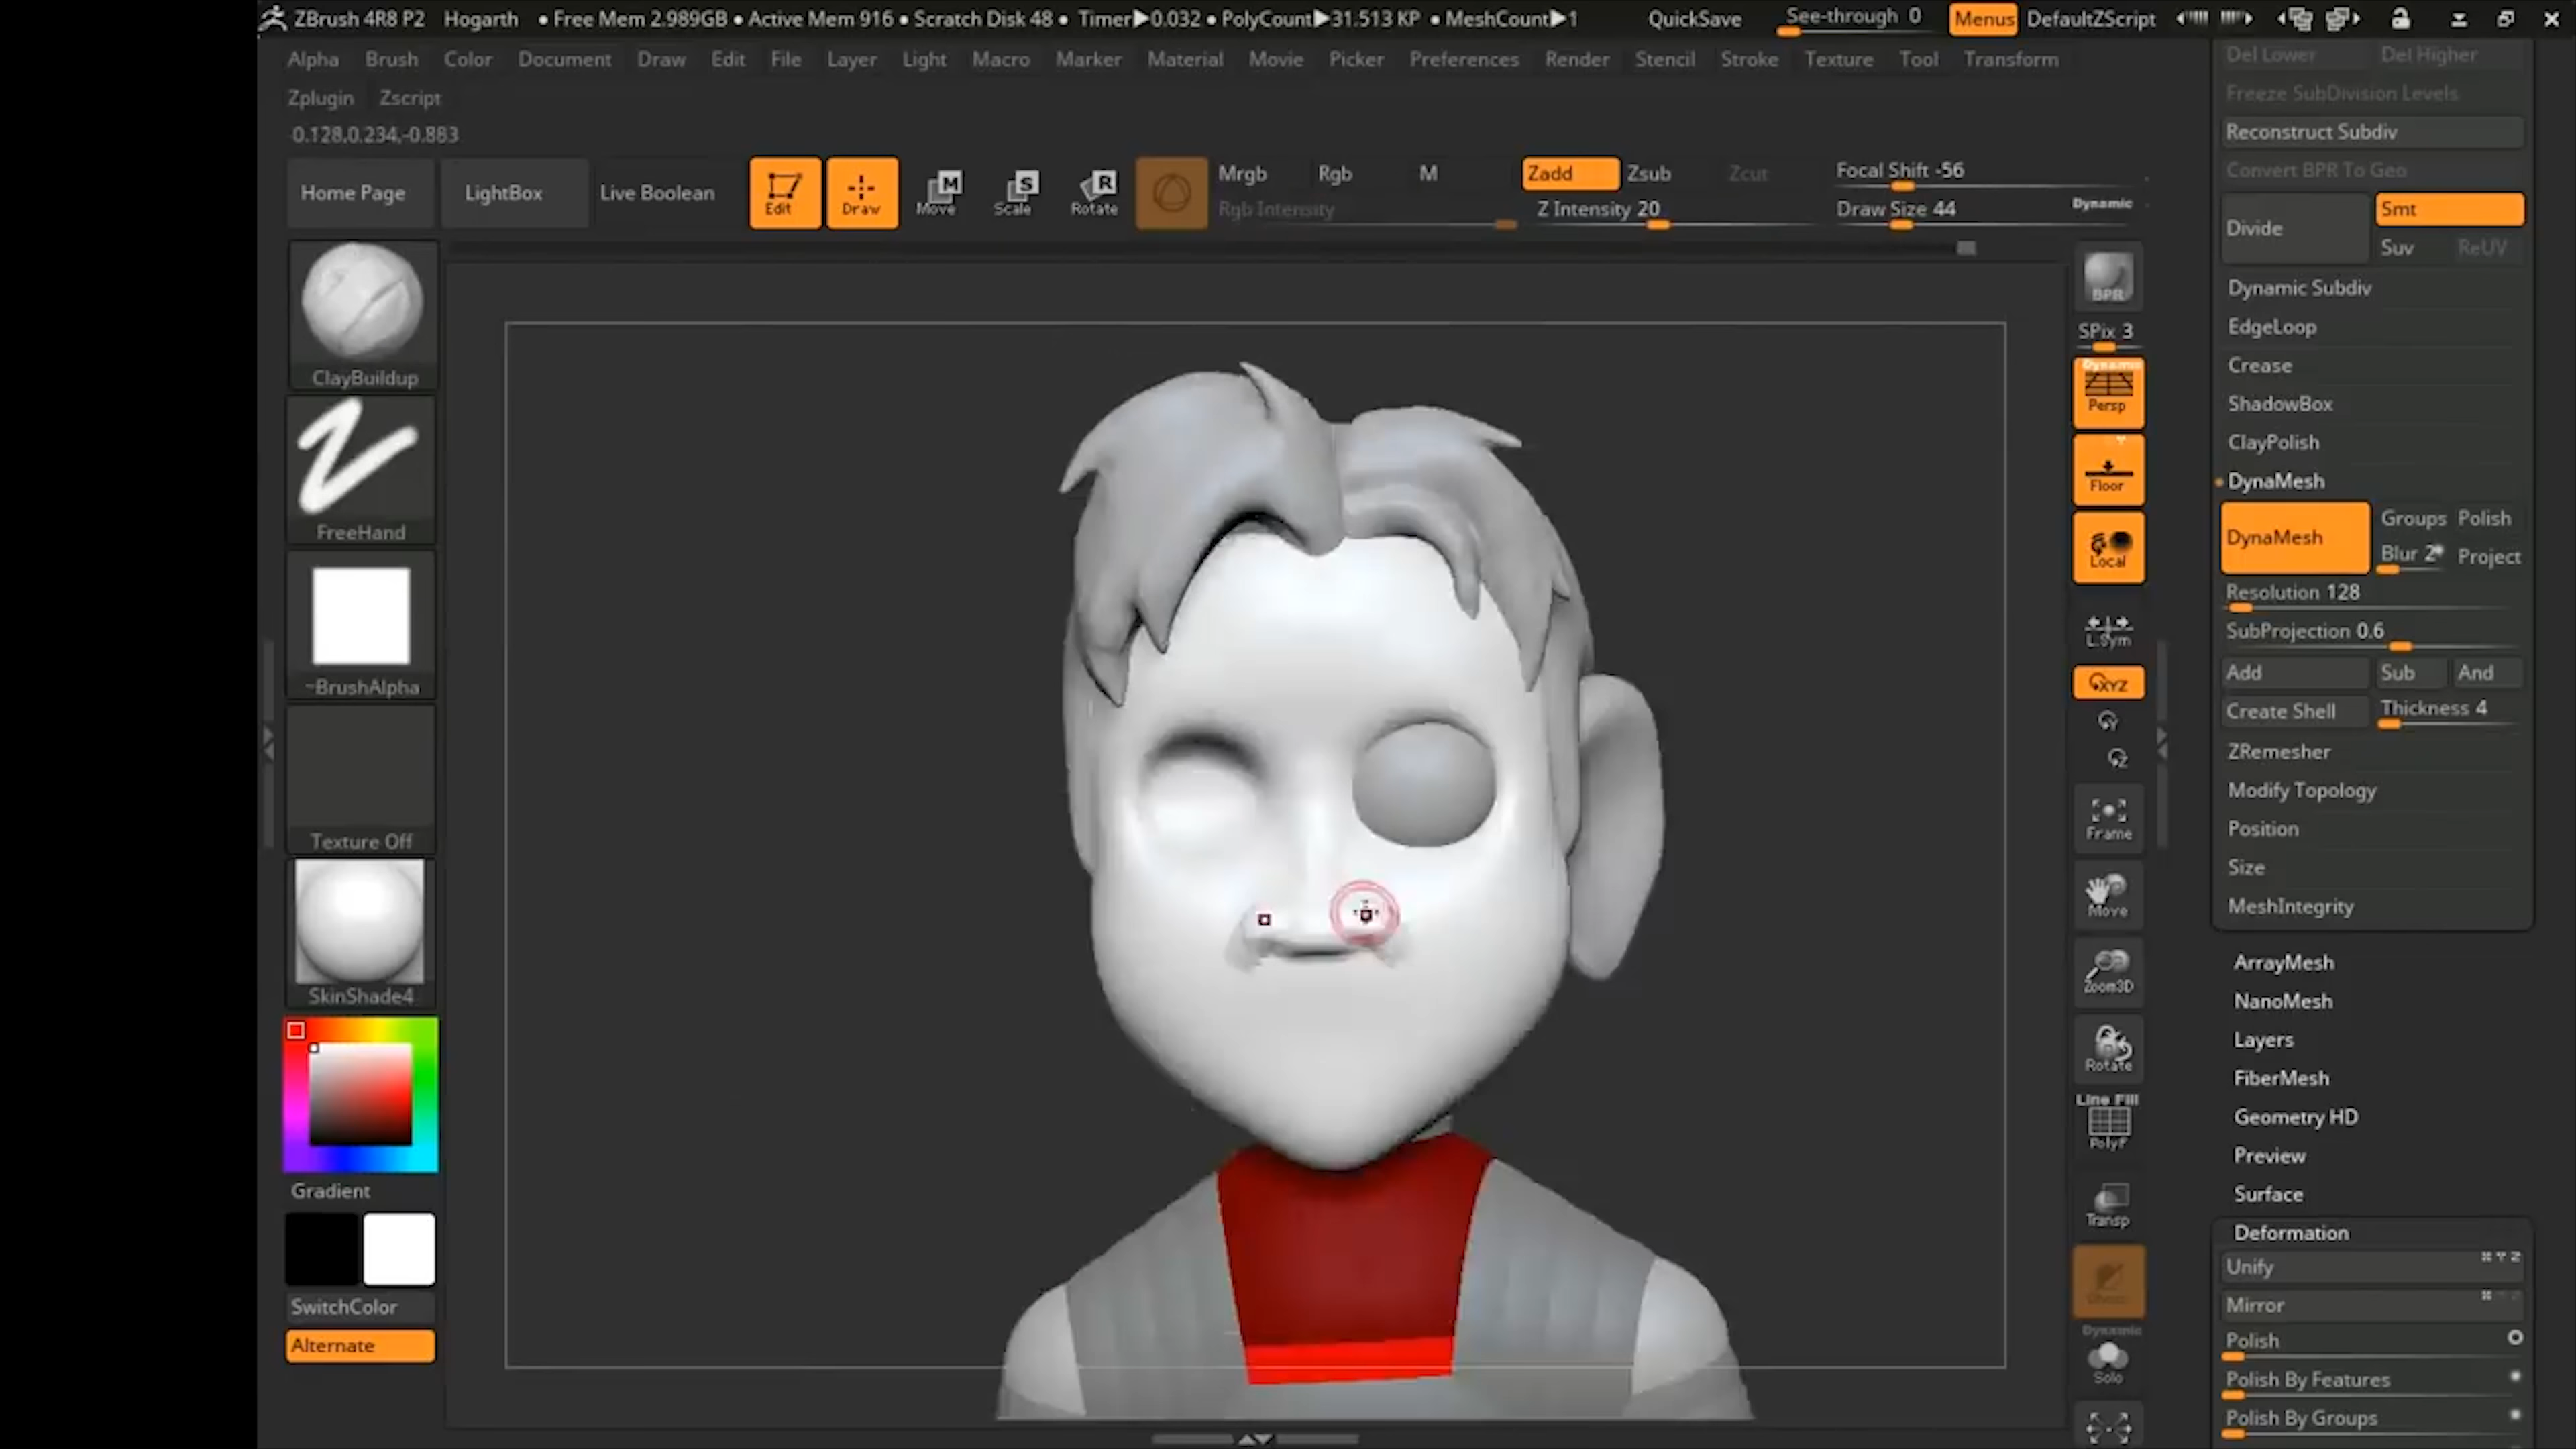 ZBrush 4R8 P2 Hogarth • Free Mem 2.989GB • Active Mem 916 • Scratch Disk 48 • Timer▶0.032 • PolyCount▶31.513 KP • MeshCount▶1 QuickSave See-through 0 Menus DefaultZScript
Alpha Brush Color Document Draw Edit File Layer Light Macro Marker Material Movie Picker Preferences Render Stencil Stroke Texture Tool Transform
Zplugin Zscript
0.128,0.234,-0.883
Home Page LightBox Live Boolean Edit Draw Move Scale Rotate
Mrgb Rgb M Zadd Zsub Zcut Focal Shift -56
Rgb Intensity Z Intensity 20 Draw Size 44 Dynamic
ClayBuildup
FreeHand
~BrushAlpha
Texture Off
SkinShade4
Gradient
SwitchColor
Alternate
BPR
SPix 3
Dynamic
Persp
Floor
Local
L.Sym
XYZ
Frame
Move
Zoom3D
Rotate
Line Fill
PolyF
Transp
Dynamic
Solo
Del Lower Del Higher
Freeze SubDivision Levels
Reconstruct Subdiv
Convert BPR To Geo
Divide Smt
Suv ReUV
Dynamic Subdiv
EdgeLoop
Crease
ShadowBox
ClayPolish
DynaMesh
DynaMesh Groups Polish
Blur 2 Project
Resolution 128
SubProjection 0.6
Add Sub And
Create Shell Thickness 4
ZRemesher
Modify Topology
Position
Size
MeshIntegrity
ArrayMesh
NanoMesh
Layers
FiberMesh
Geometry HD
Preview
Surface
Deformation
Unify
Mirror
Polish
Polish By Features
Polish By Groups